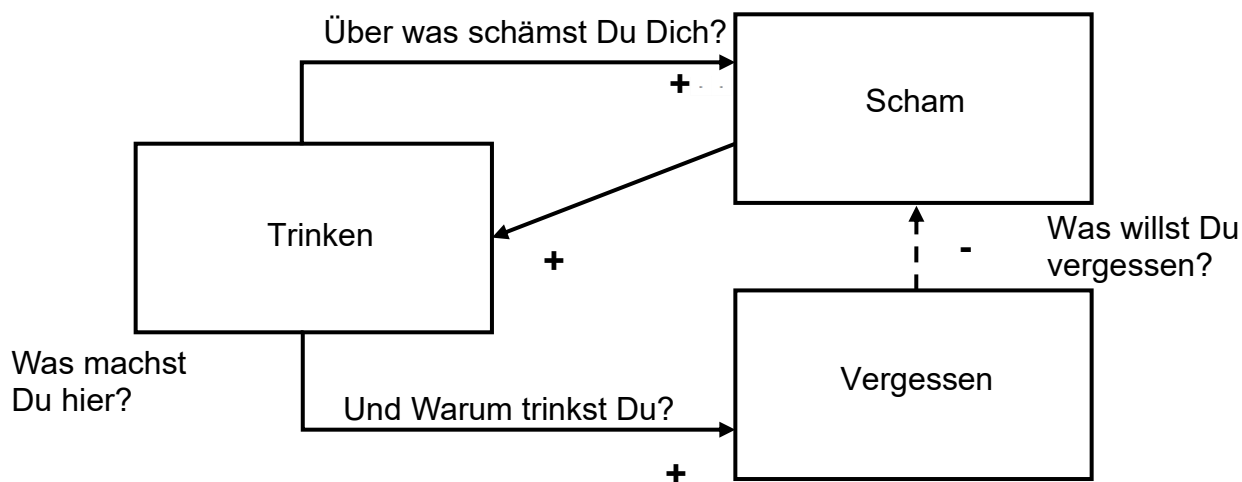 Über was schämst Du Dich?
+
Scham
Trinken
+
-
Was willst Du
vergessen?
Was machst
Du hier?
Vergessen
Und Warum trinkst Du?
+